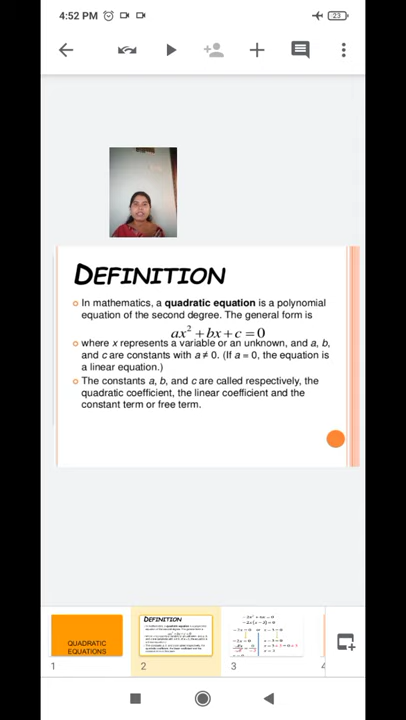 4:52 PM
23
DEFINITION
In mathematics, a quadratic equation is a polynomial
equation of the second degree. The general form is
ax² + bx + c = 0
where x represents a variable or an unknown, and a, b,
and c are constants with a ≠ 0. (If a = 0, the equation is
a linear equation.)
The constants a, b, and c are called respectively, the
quadratic coefficient, the linear coefficient and the
constant term or free term.
QUADRATIC
EQUATIONS
DEFINITION
1
2
3
4